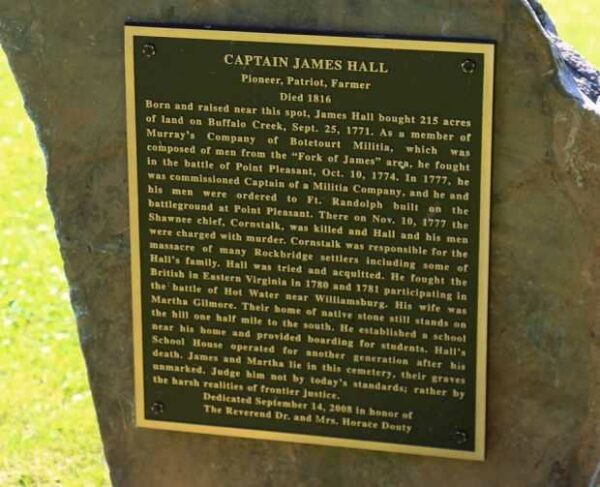 CAPTAIN JAMES HALL
Pioneer, Patriot, Farmer
Died 1816
Born and raised near this spot, James Hall bought 215 acres
of land on Buffalo Creek, Sept. 25, 1771. As a member of
Murray's Company of Botetourt Militia, which was
composed of men from the "Fork of James" area, he fought
in the battle of Point Pleasant, Oct. 10, 1774. In 1777, he
was commissioned Captain of a Militia Company, and he and
his men were ordered to Ft. Randolph built on the
battleground at Point Pleasant. There on Nov. 10, 1777 the
Shawnee chief, Cornstalk, was killed and Hall and his men
were charged with murder. Cornstalk was responsible for the
massacre of many Rockbridge settlers including some of
Hall's family. Hall was tried and acquitted. He fought the
British in Eastern Virginia in 1780 and 1781 participating in
the battle of Hot Water near Williamsburg. His wife was
Martha Gilmore. Their home of native stone still stands on
the hill one half mile to the south. He established a school
near his home and provided boarding for students. Hall's
School House operated for another generation after his
death. James and Martha lie in this cemetery, their graves
unmarked. Judge him not by today's standards; rather by
the harsh realities of frontier justice.
Dedicated September 14, 2008 in honor of
The Reverend Dr. and Mrs. Horace Douty